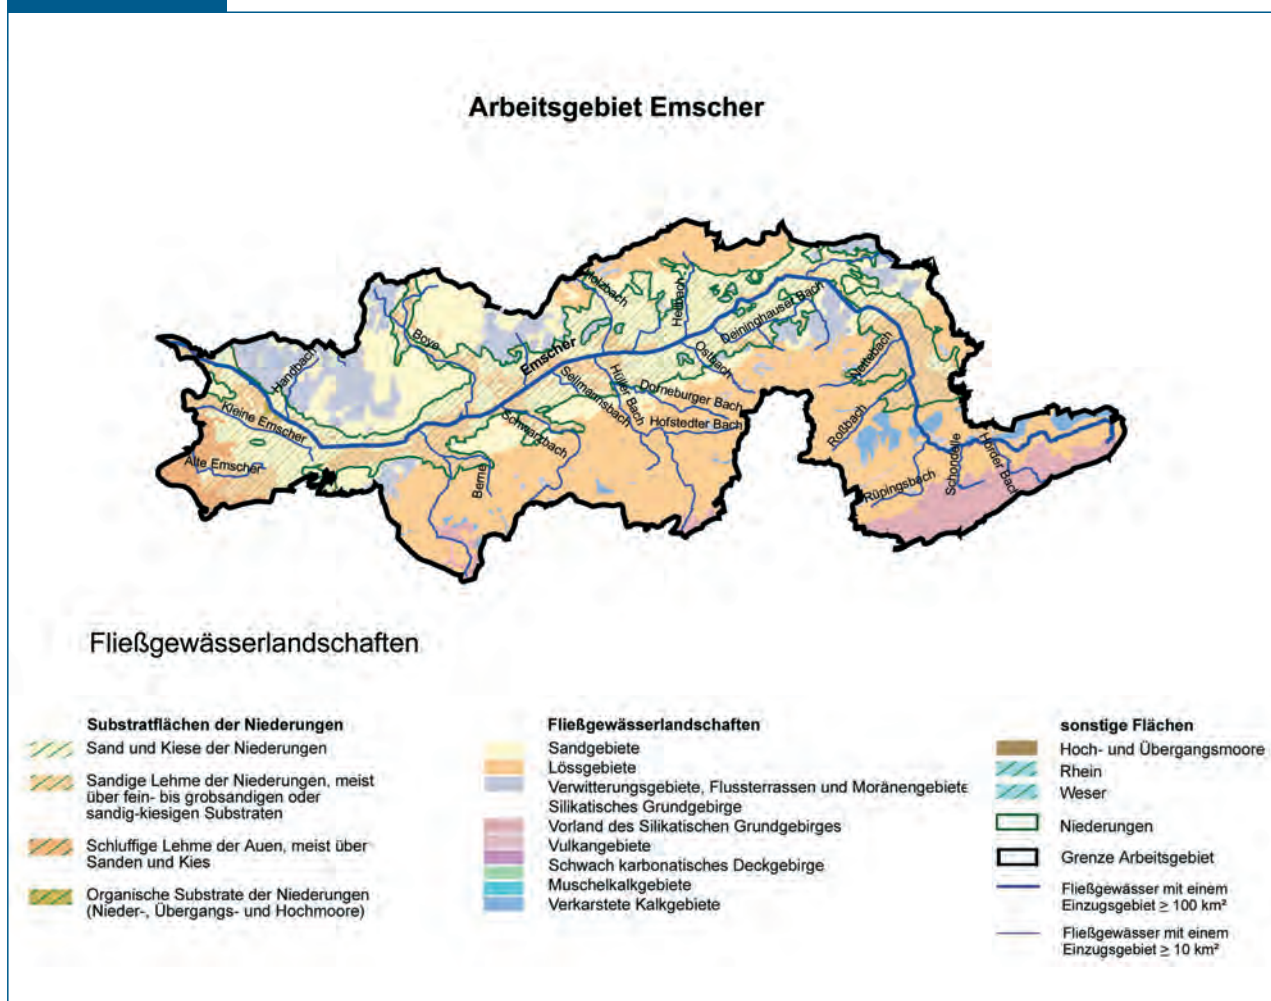 Arbeitsgebiet Emscher
Holzbach
Hellbach
Deininghauser Bach
Boye
Emscher
Ostbach
Nettebach
Handbach
Sellmannsbach
Hüller Bach
Dorneburger Bach
Kleine Emscher
Schwarzbach
Hofstedter Bach
Roßbach
Alte Emscher
Berne
Rüpingsbach
Schondelle
Hörder Bach
Fließgewässerlandschaften
Substratflächen der Niederungen
Sand und Kiese der Niederungen
Sandige Lehme der Niederungen, meist
über fein- bis grobsandigen oder
sandig-kiesigen Substraten
Schluffige Lehme der Auen, meist über
Sanden und Kies
Organische Substrate der Niederungen
(Nieder-, Übergangs- und Hochmoore)
Fließgewässerlandschaften
Sandgebiete
Lössgebiete
Verwitterungsgebiete, Flussterrassen und Moränengebiete
Silikatisches Grundgebirge
Vorland des Silikatischen Grundgebirges
Vulkangebiete
Schwach karbonatisches Deckgebirge
Muschelkalkgebiete
Verkarstete Kalkgebiete
sonstige Flächen
Hoch- und Übergangsmoore
Rhein
Weser
Niederungen
Grenze Arbeitsgebiet
Fließgewässer mit einem
Einzugsgebiet ≥ 100 km²
Fließgewässer mit einem
Einzugsgebiet ≥ 10 km²